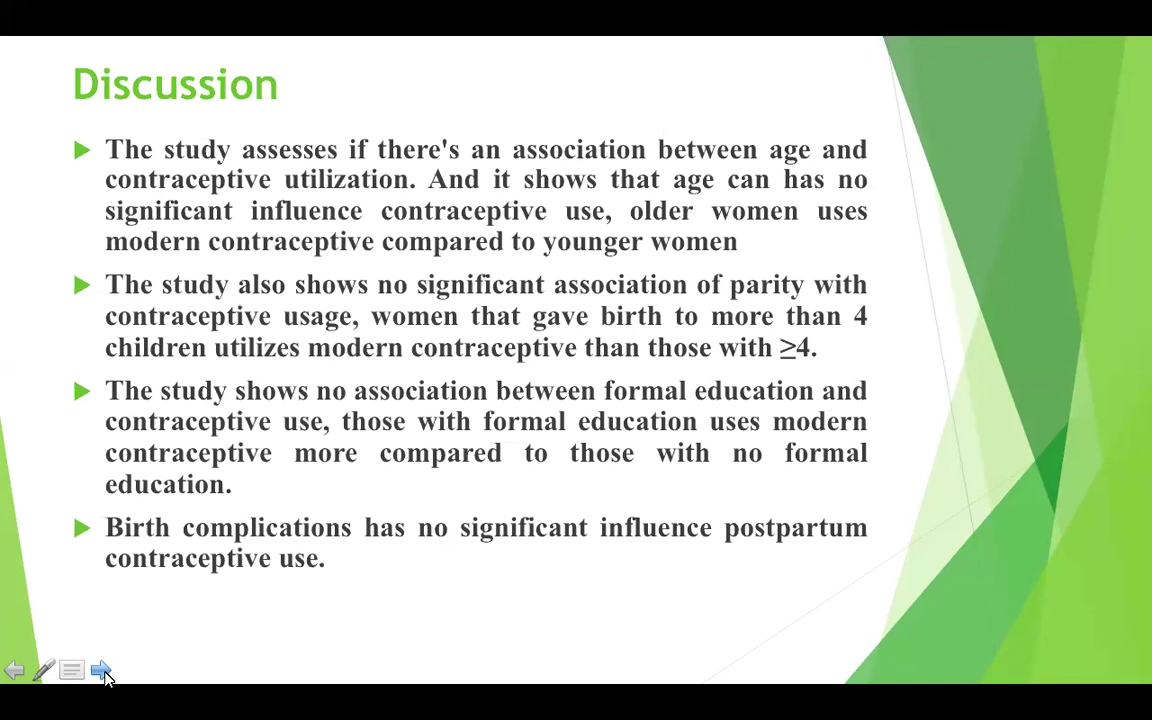 Discussion
The study assesses if there's an association between age and
contraceptive utilization. And it shows that age can has no
significant influence contraceptive use, older women uses
modern contraceptive compared to younger women
The study also shows no significant association of parity with
contraceptive usage, women that gave birth to more than 4
children utilizes modern contraceptive than those with ≥4.
The study shows no association between formal education and
contraceptive use, those with formal education uses modern
contraceptive more compared to those with no formal
education.
Birth complications has no significant influence postpartum
contraceptive use.